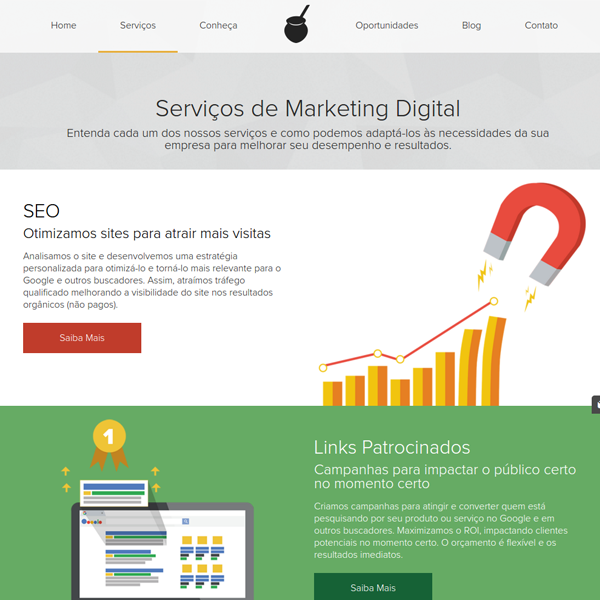 Home Serviços Conheça Oportunidades Blog Contato
Serviços de Marketing Digital
Entenda cada um dos nossos serviços e como podemos adaptá-los às necessidades da sua
empresa para melhorar seu desempenho e resultados.
SEO
Otimizamos sites para atrair mais visitas
Analisamos o site e desenvolvemos uma estratégia
personalizada para otimizá-lo e torná-lo mais relevante para o
Google e outros buscadores. Assim, atraímos tráfego
qualificado melhorando a visibilidade do site nos resultados
orgânicos (não pagos).
Saiba Mais
1
Links Patrocinados
Campanhas para impactar o público certo
no momento certo
Criamos campanhas para atingir e converter quem está
pesquisando por seu produto ou serviço no Google e em
outros buscadores. Maximizamos o ROI, impactando clientes
potenciais no momento certo. O orçamento é flexível e os
resultados imediatos.
Saiba Mais